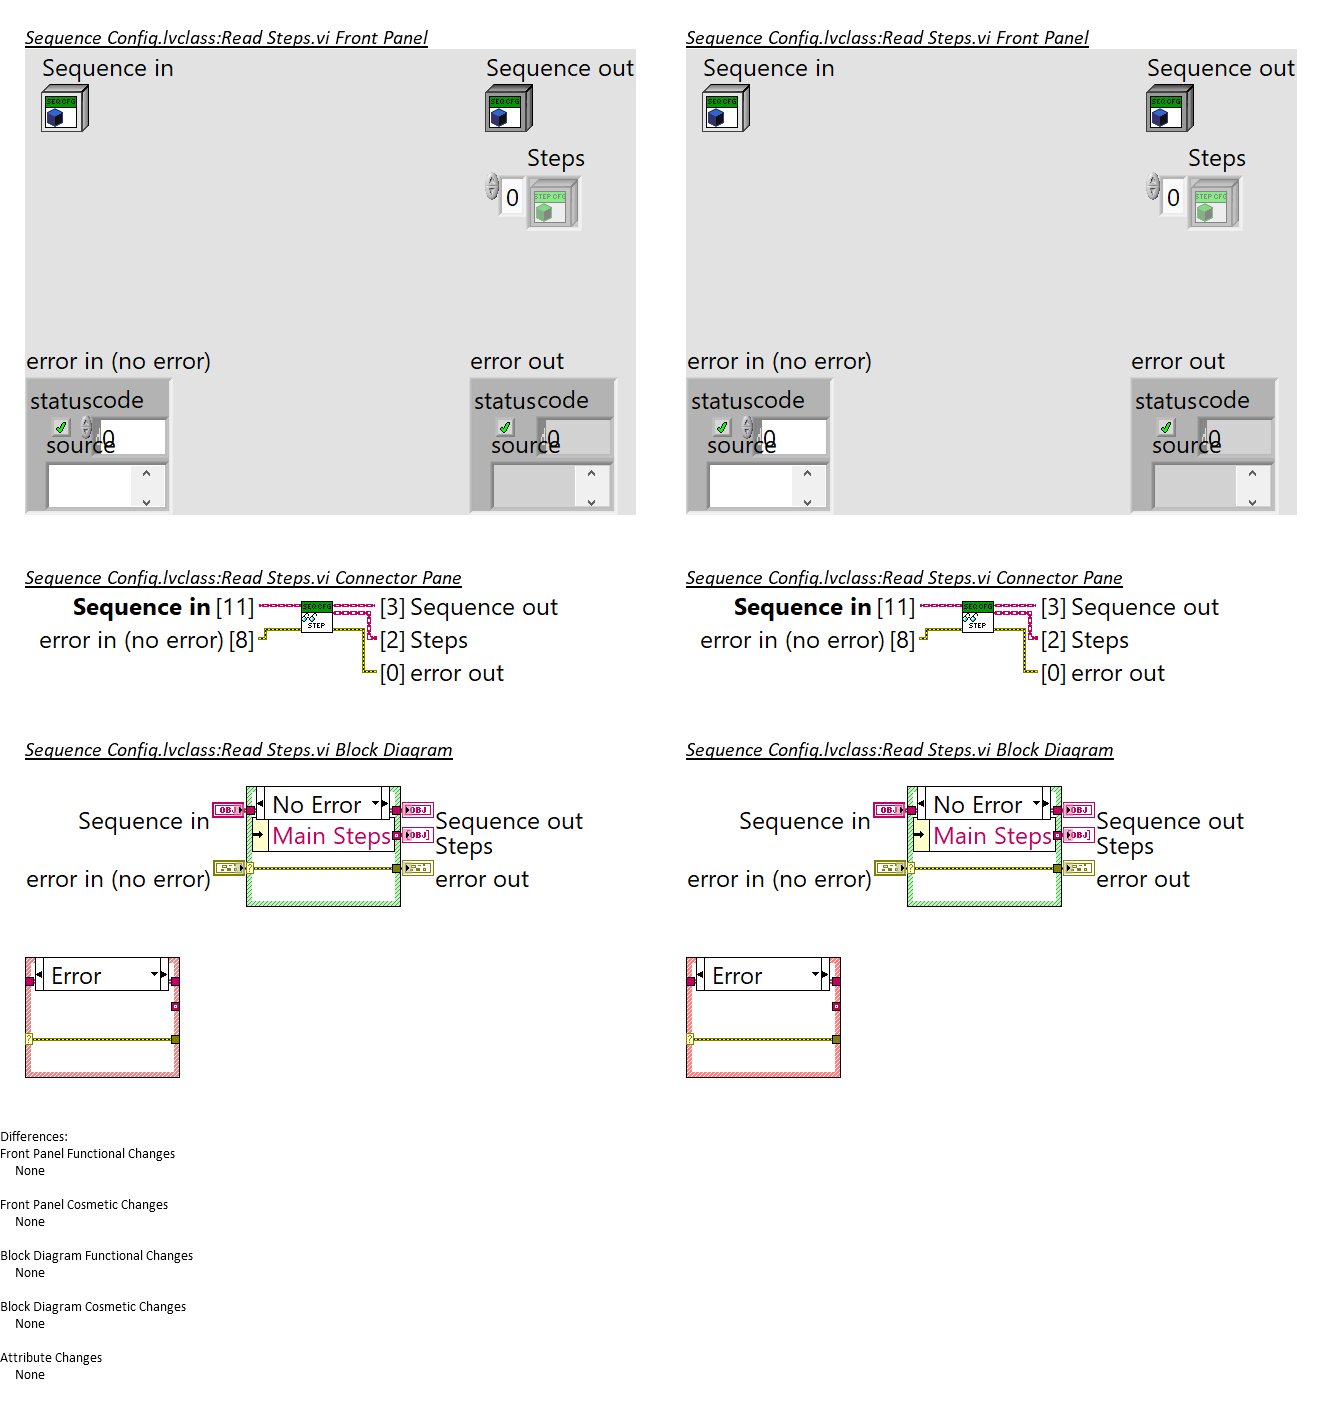 Sequence Config.lvclass:Read Steps.vi Front Panel
Sequence in
Sequence out
SEQ CFG
SEQ CFG
Steps
0
STEP CFG
error in (no error)
error out
status code
status code
0
0
source
source
Sequence Config.lvclass:Read Steps.vi Front Panel
Sequence in
Sequence out
SEQ CFG
SEQ CFG
Steps
0
STEP CFG
error in (no error)
error out
status code
status code
0
0
source
source
Sequence Config.lvclass:Read Steps.vi Connector Pane
Sequence in [11]
SEQ CFG
STEP
[3] Sequence out
error in (no error) [8]
[2] Steps
[0] error out
Sequence Config.lvclass:Read Steps.vi Connector Pane
Sequence in [11]
SEQ CFG
STEP
[3] Sequence out
error in (no error) [8]
[2] Steps
[0] error out
Sequence Config.lvclass:Read Steps.vi Block Diagram
No Error
Sequence in
OBJ
OBJ
Sequence out
Main Steps
OBJ
Steps
error in (no error)
?
error out
Error
?
Sequence Config.lvclass:Read Steps.vi Block Diagram
No Error
Sequence in
OBJ
OBJ
Sequence out
Main Steps
OBJ
Steps
error in (no error)
?
error out
Error
?
Differences:
Front Panel Functional Changes
None
Front Panel Cosmetic Changes
None
Block Diagram Functional Changes
None
Block Diagram Cosmetic Changes
None
Attribute Changes
None